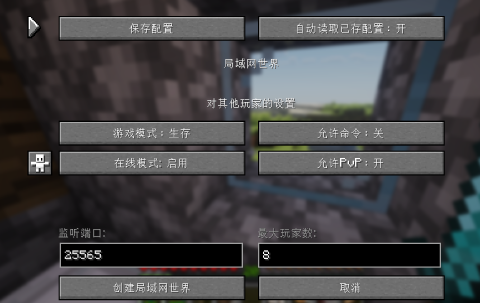 保存配置
自动读取已存配置：开
局域网世界
对其他玩家的设置
游戏模式：生存
允许命令：关
在线模式: 启用
允许PvP：开
监听端口:
最大玩家数:
25565
8
创建局域网世界
取消